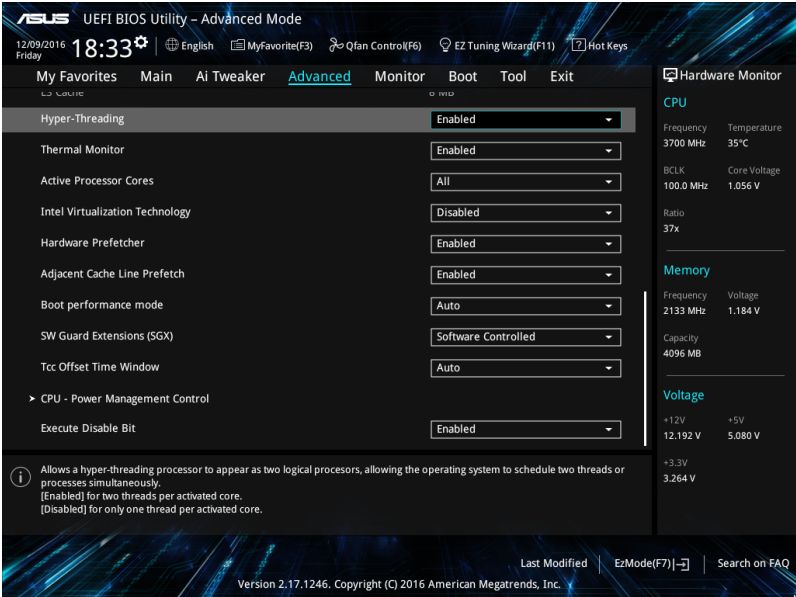 ASUS UEFI BIOS Utility – Advanced Mode
12/09/2016
Friday
18:33
English
MyFavorite(F3)
Qfan Control(F6)
EZ Tuning Wizard(F11)
? Hot Keys
My Favorites Main Ai Tweaker Advanced Monitor Boot Tool Exit
L3 Cache 8 MB
Hyper-Threading Enabled
Thermal Monitor Enabled
Active Processor Cores All
Intel Virtualization Technology Disabled
Hardware Prefetcher Enabled
Adjacent Cache Line Prefetch Enabled
Boot performance mode Auto
SW Guard Extensions (SGX) Software Controlled
Tcc Offset Time Window Auto
> CPU - Power Management Control
Execute Disable Bit Enabled
i
Allows a hyper-threading processor to appear as two logical procesors, allowing the operating system to schedule two threads or
processes simultaneously.
[Enabled] for two threads per activated core.
[Disabled] for only one thread per activated core.
Hardware Monitor
CPU
Frequency Temperature
3700 MHz 35°C
BCLK Core Voltage
100.0 MHz 1.056 V
Ratio
37x
Memory
Frequency Voltage
2133 MHz 1.184 V
Capacity
4096 MB
Voltage
+12V +5V
12.192 V 5.080 V
+3.3V
3.264 V
Last Modified EzMode(F7) Search on FAQ
Version 2.17.1246. Copyright (C) 2016 American Megatrends, Inc.